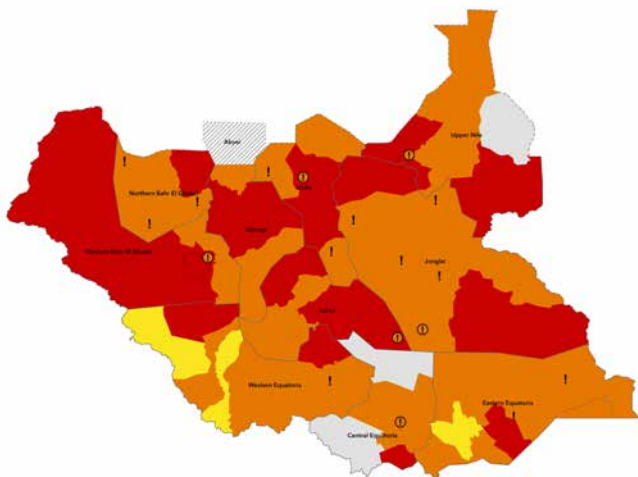 Upper Nile
Abyei
Unity
Northern Bahr El Ghazal
Warrap
Western Bahr El Ghazal
Jonglei
Lakes
Western Equatoria
Eastern Equatoria
Central Equatoria